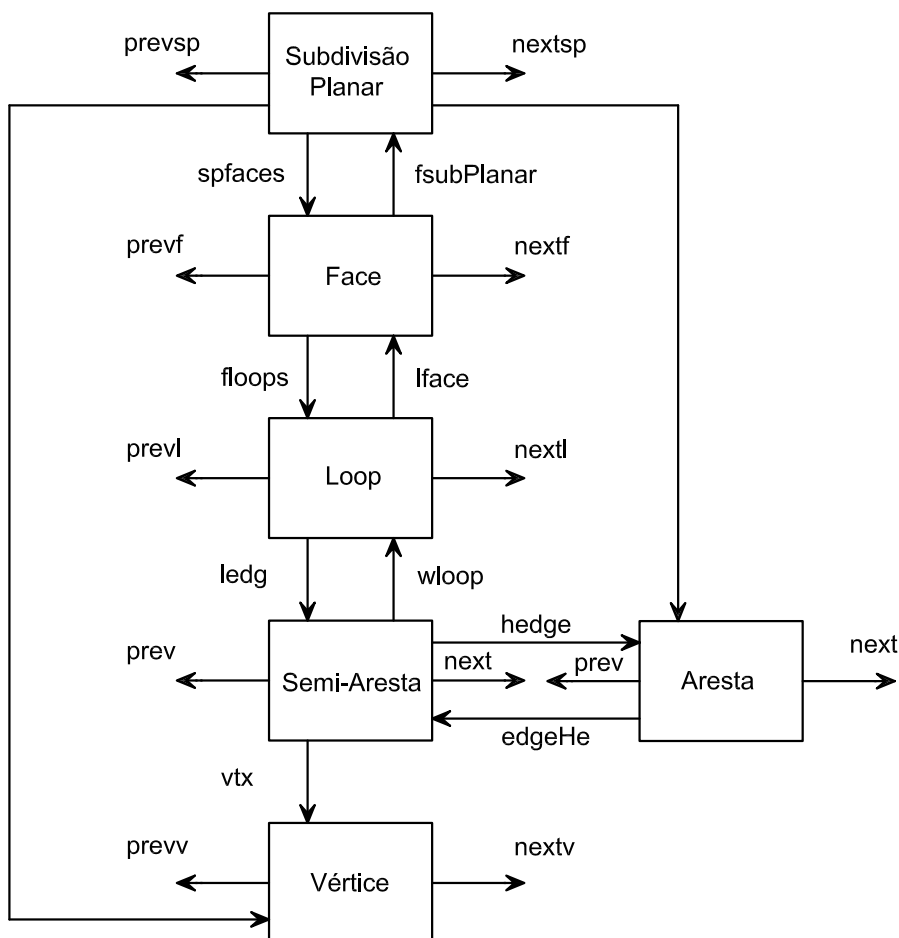 prevsp
Subdivisão
Planar
nextsp
spfaces
fsubPlanar
prevf
Face
nextf
floops
lface
prevl
Loop
nextl
ledg
wloop
hedge
prev
Semi-Aresta
next
prev
Aresta
next
edgeHe
vtx
prevv
Vértice
nextv